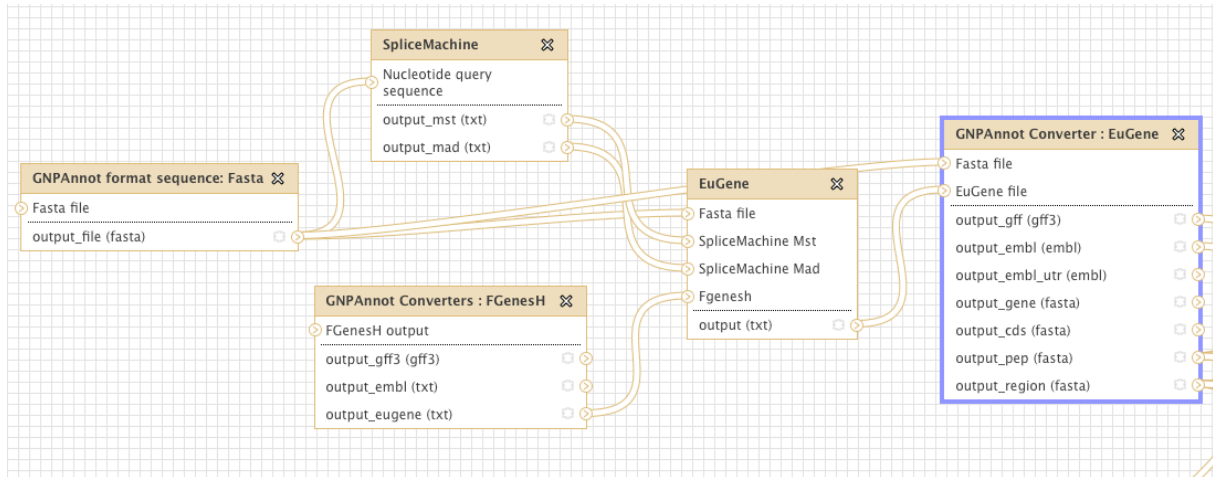 SpliceMachine
Nucleotide query
sequence
output_mst (txt)
output_mad (txt)
GNPAnnot format sequence: Fasta
Fasta file
output_file (fasta)
GNPAnnot Converters : FGenesH
FGenesH output
output_gff3 (gff3)
output_embl (txt)
output_eugene (txt)
EuGene
Fasta file
SpliceMachine Mst
SpliceMachine Mad
Fgenesh
output (txt)
GNPAnnot Converter : EuGene
Fasta file
EuGene file
output_gff (gff3)
output_embl (embl)
output_embl_utr (embl)
output_gene (fasta)
output_cds (fasta)
output_pep (fasta)
output_region (fasta)